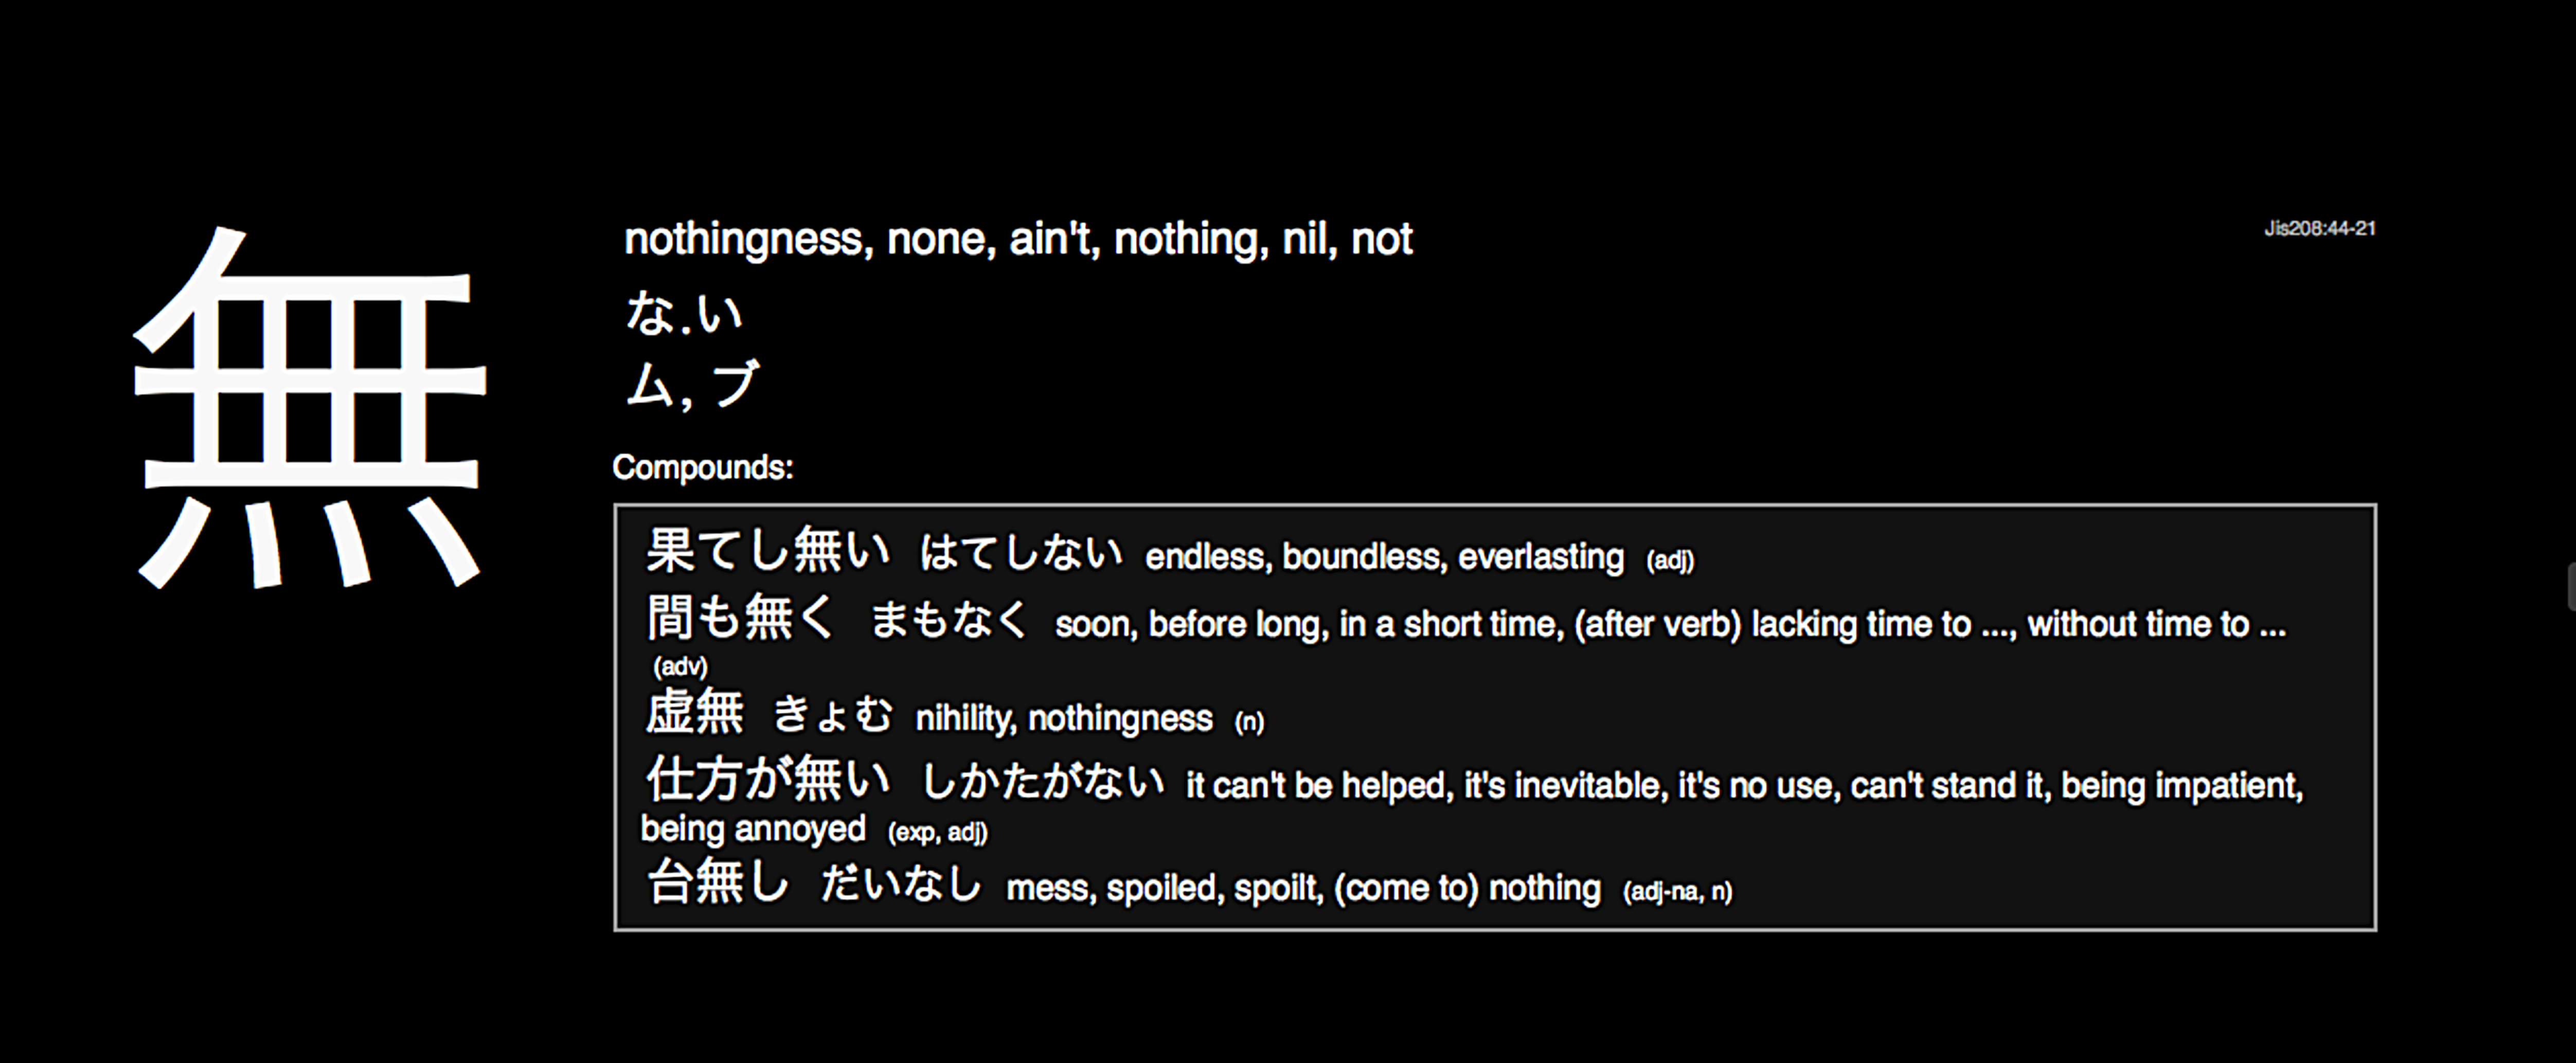 無
nothingness, none, ain't, nothing, nil, not
Jis208:44-21
な.い
ム, ブ
Compounds:
果てし無い はてしない endless, boundless, everlasting (adj)
間も無く まもなく soon, before long, in a short time, (after verb) lacking time to ..., without time to ...
(adv)
虚無 きょむ nihility, nothingness (n)
仕方が無い しかたがない it can't be helped, it's inevitable, it's no use, can't stand it, being impatient,
being annoyed (exp, adj)
台無し だいなし mess, spoiled, spoilt, (come to) nothing (adj-na, n)